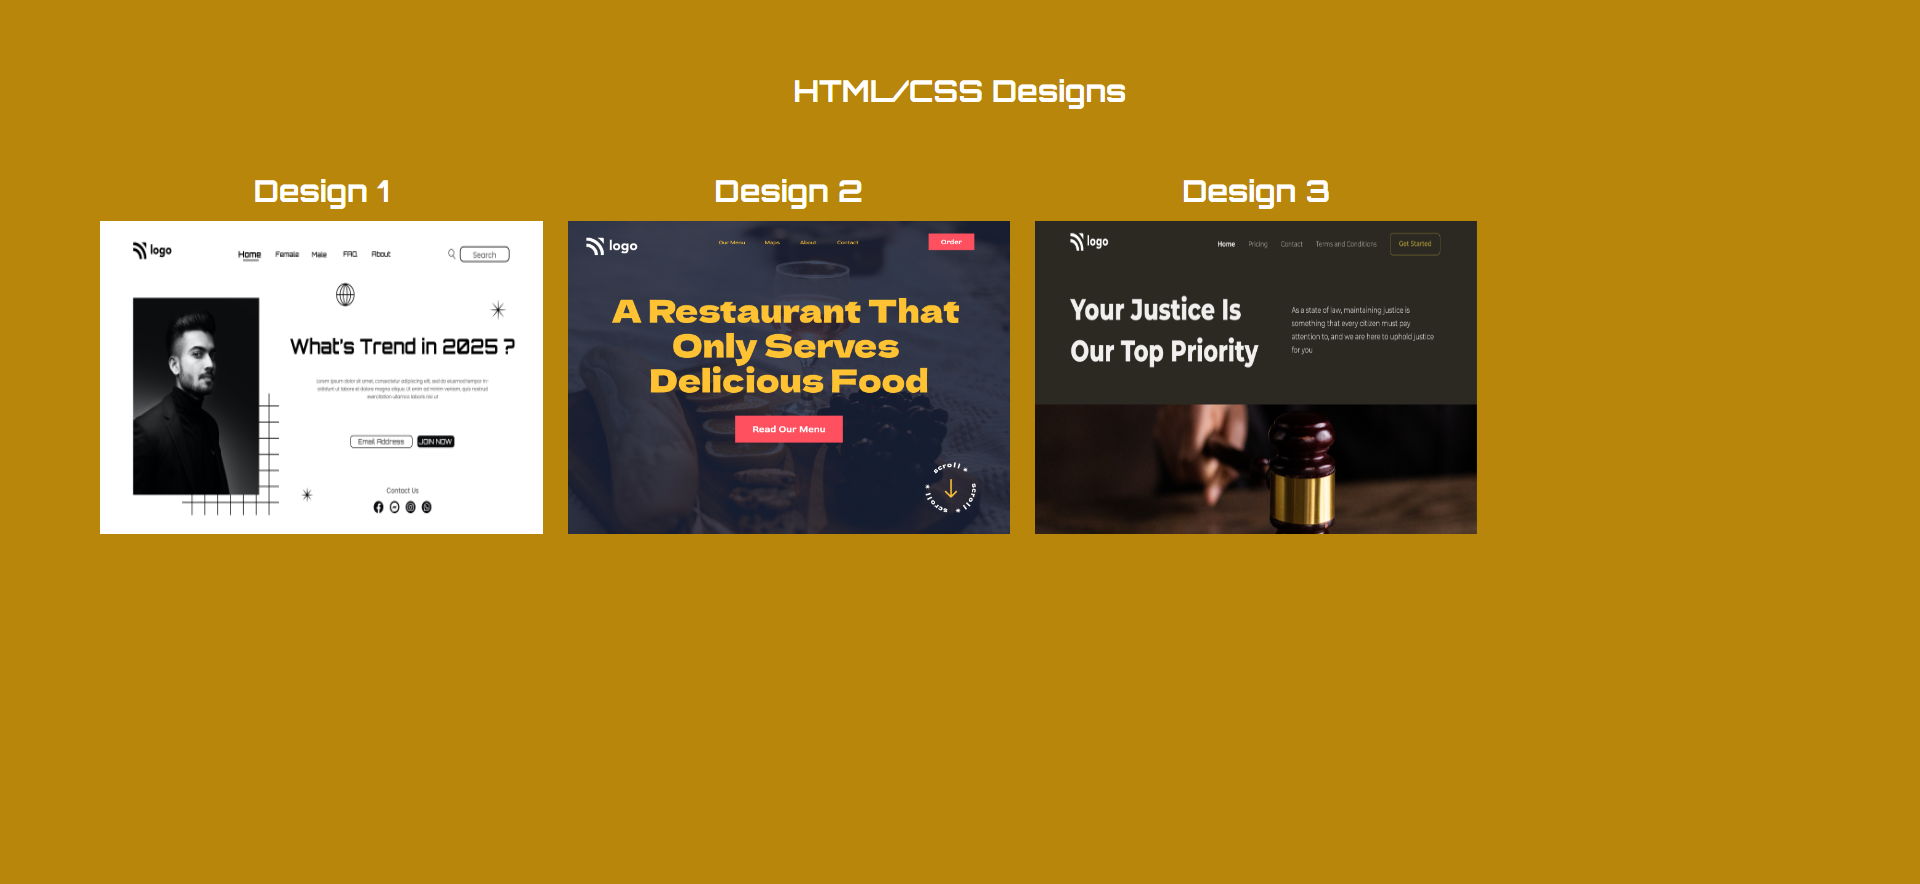 HTML/CSS Designs
Design 1
logo
Home Female Male FAQ About
Search
What's Trend in 2025 ?
Lorem ipsum dolor sit amet, consectetur adipiscing elit, sed do eiusmod tempor in-
cididunt ut labore et dolore magna aliqua. Ut enim ad minim veniam, quis nostrud
exercitation ullamco laboris nisi ut
Email Address JOIN NOW
Contact Us
Design 2
logo
Our Menu Maps About Contact
Order
A Restaurant That
Only Serves
Delicious Food
Read Our Menu
scroll * scroll * scroll * scroll *
Design 3
logo
Home Pricing Contact Terms and Conditions Get Started
Your Justice Is
Our Top Priority
As a state of law, maintaining justice is
something that every citizen must pay
attention to, and we are here to uphold justice
for you